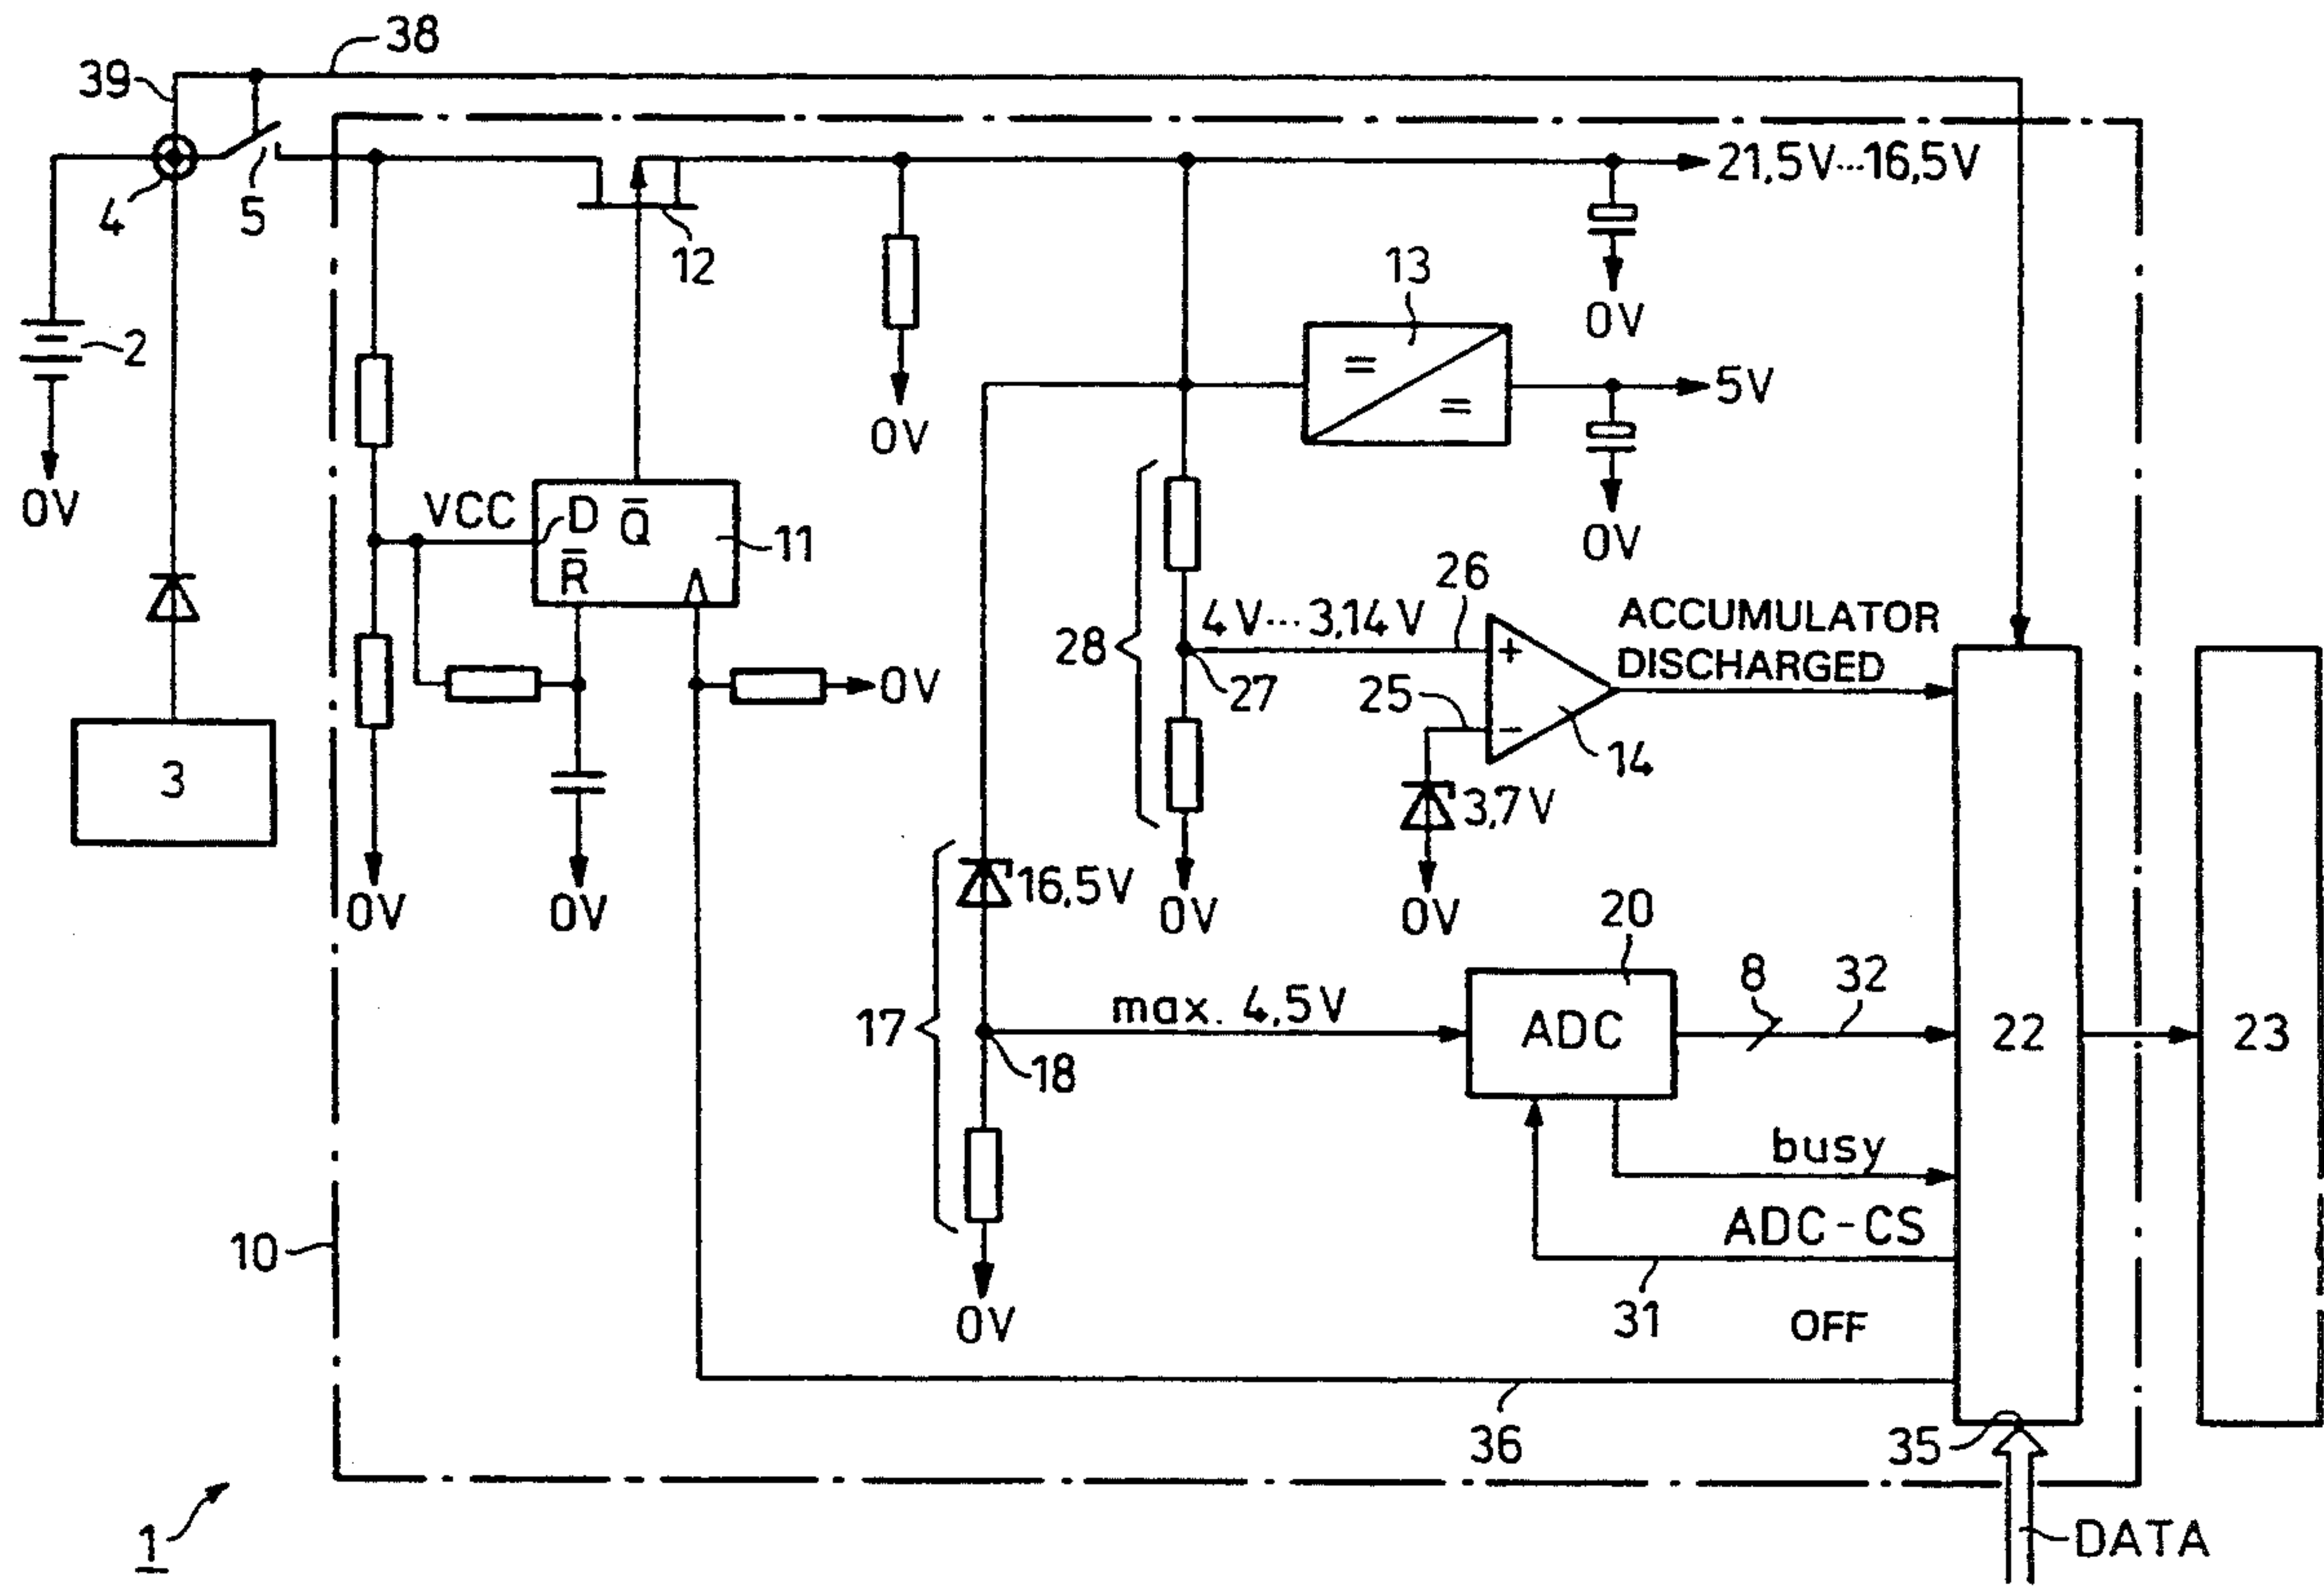 38
39
21,5V...16,5V
4
5
12
13
0V
2
5V
0V
0V
VCC
D
Q̅
11
R̅
0V
26
4V...3,14V
ACCUMULATOR
DISCHARGED
28
+
0V
27
25
-
14
3
3,7V
16,5V
20
0V
0V
0V
0V
8
32
max. 4,5V
17
ADC
22
23
18
busy
10
ADC-CS
0V
31
OFF
36
35
1
DATA